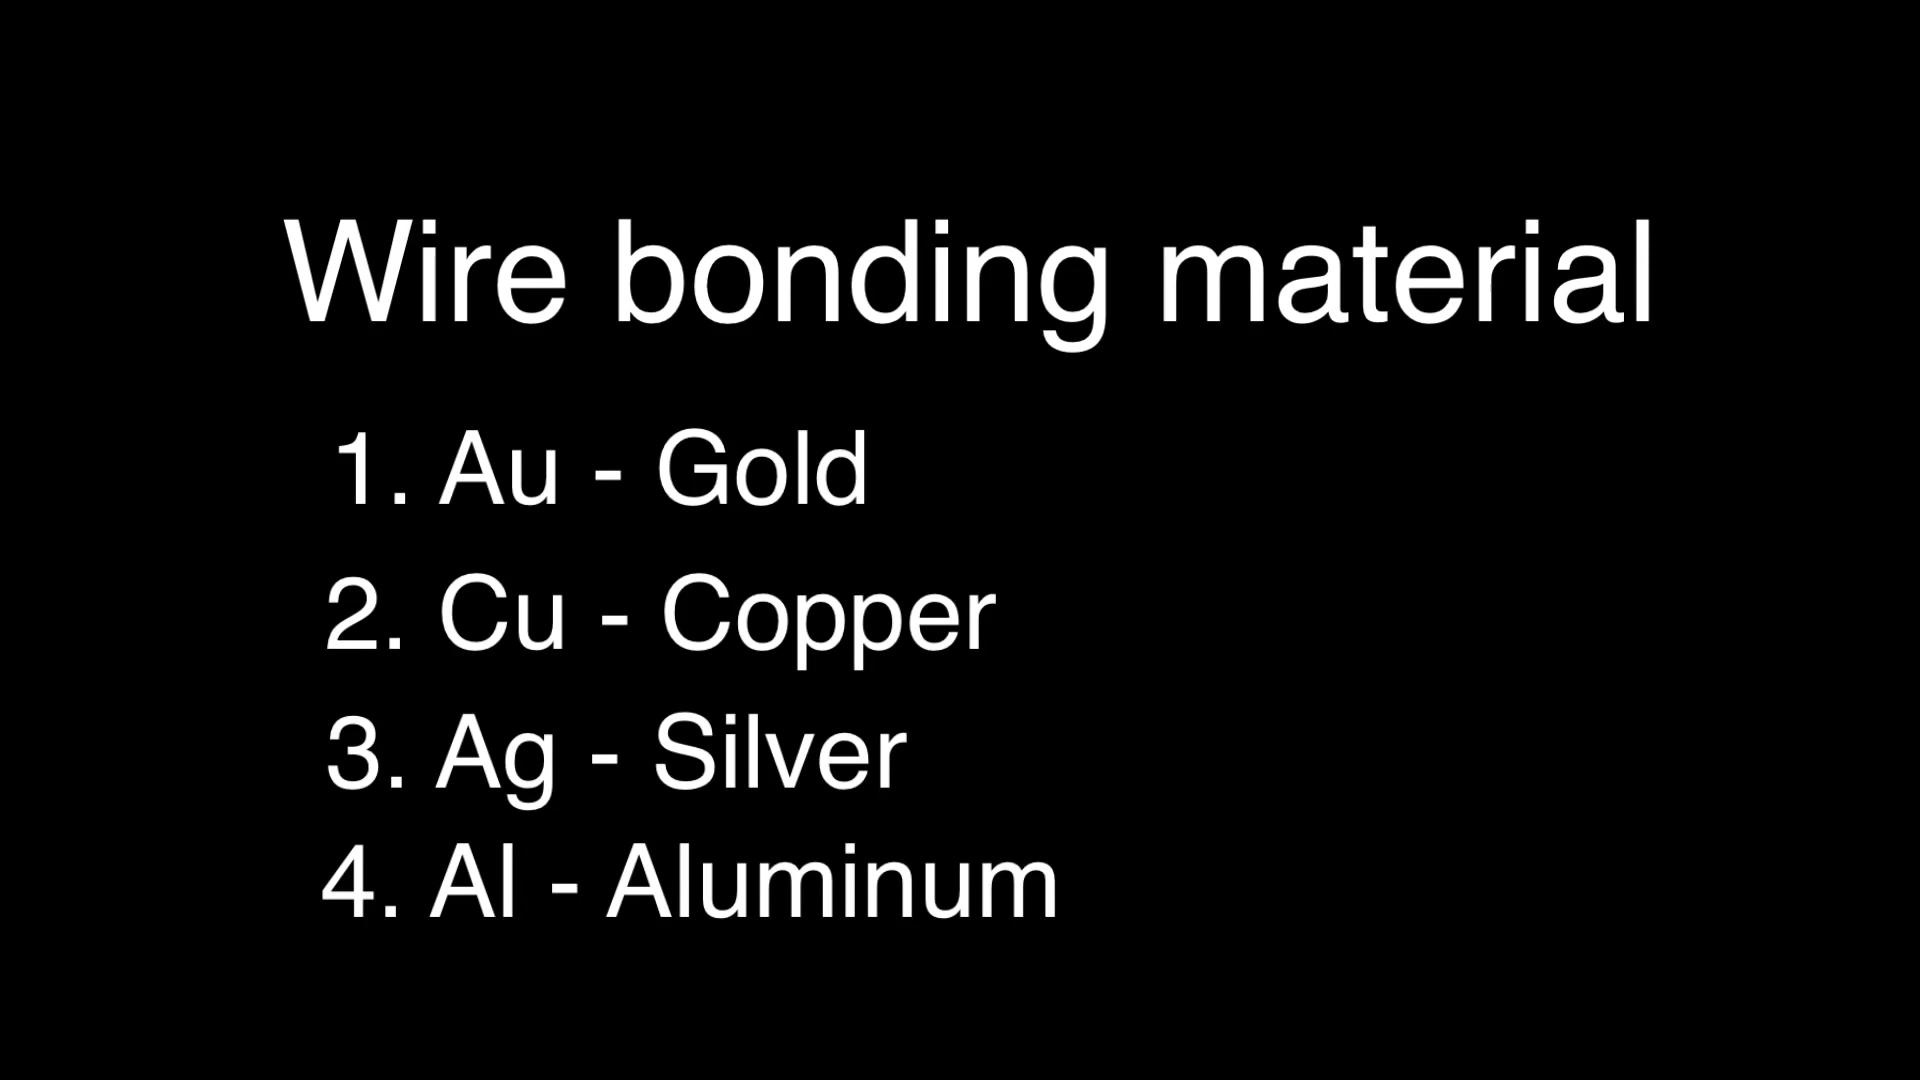 Wire bonding material
1. Au - Gold
2. Cu - Copper
3. Ag - Silver
4. Al - Aluminum